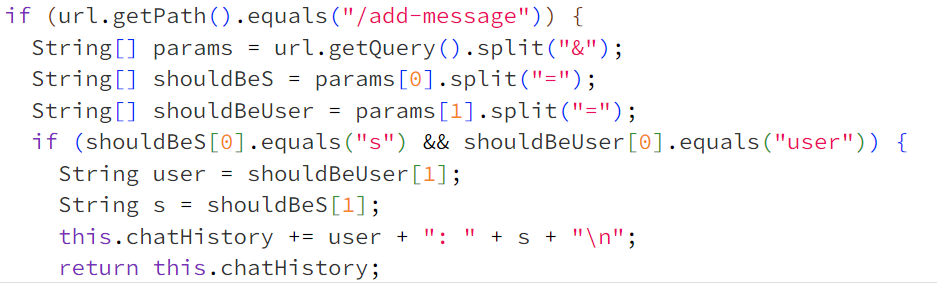 if (url.getPath().equals("/add-message")) {
  String[] params = url.getQuery().split("&");
  String[] shouldBeS = params[0].split("=");
  String[] shouldBeUser = params[1].split("=");
  if (shouldBeS[0].equals("s") && shouldBeUser[0].equals("user")) {
    String user = shouldBeUser[1];
    String s = shouldBeS[1];
    this.chatHistory += user + ": " + s + "\n";
    return this.chatHistory;